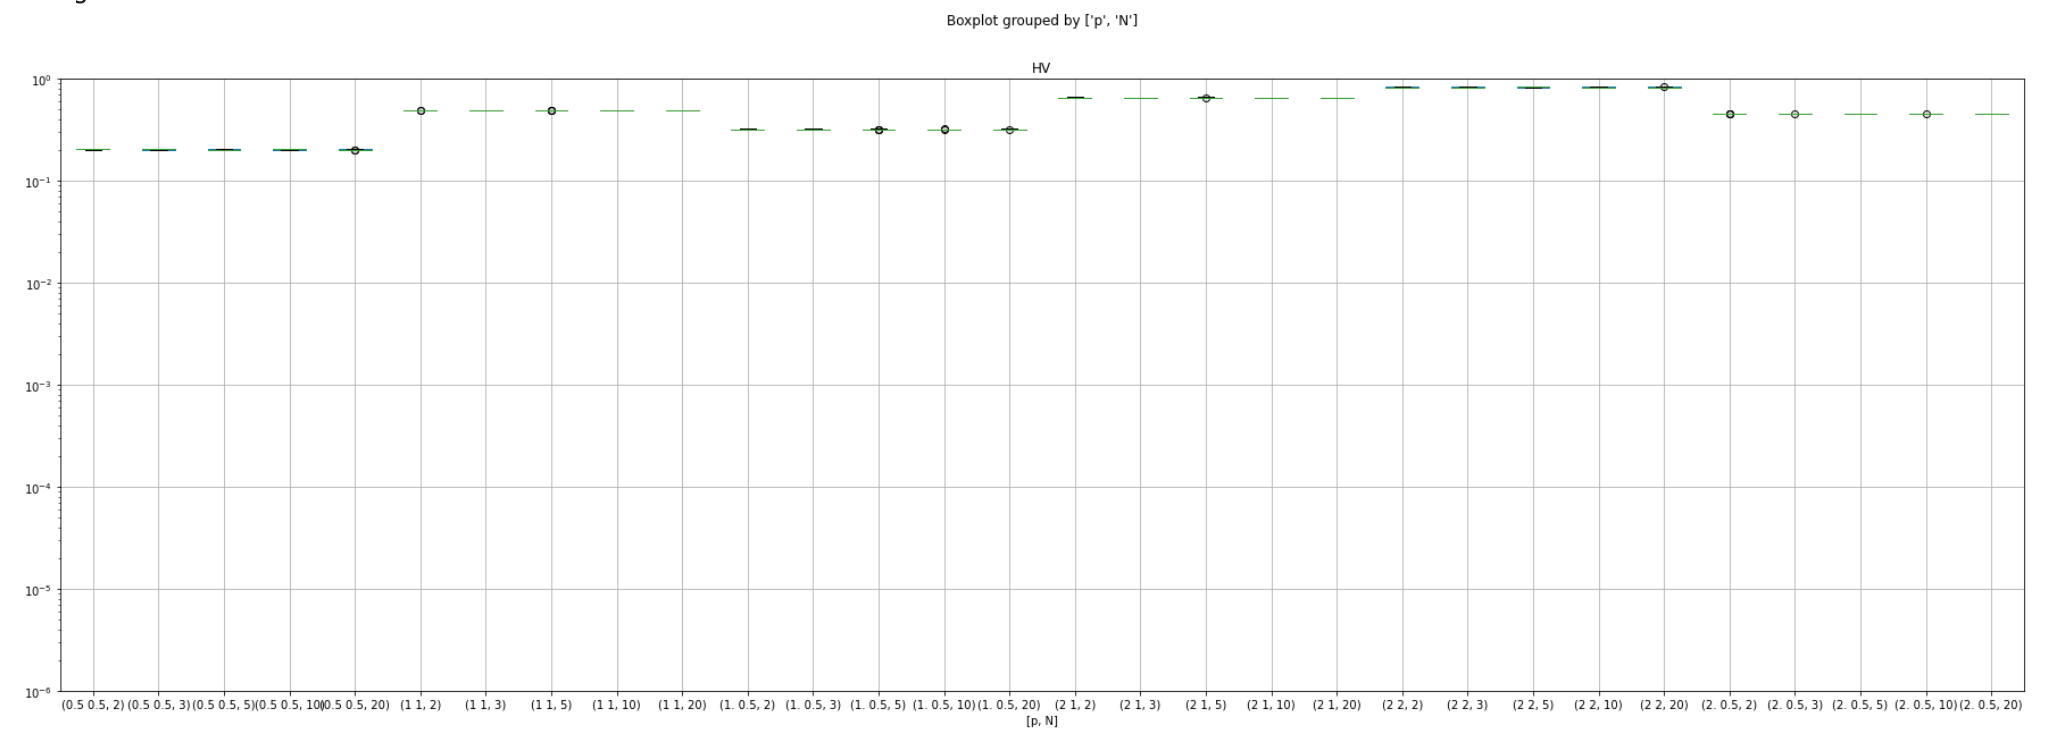 Boxplot grouped by ['p', 'N']
HV
10⁰
10⁻¹
10⁻²
10⁻³
10⁻⁴
10⁻⁵
10⁻⁶
(0.5 0.5, 2) (0.5 0.5, 3) (0.5 0.5, 5) (0.5 0.5, 10) (0.5 0.5, 20) (1 1, 2) (1 1, 3) (1 1, 5) (1 1, 10) (1 1, 20) (1. 0.5, 2) (1. 0.5, 3) (1. 0.5, 5) (1. 0.5, 10) (1. 0.5, 20) (2 1, 2) (2 1, 3) (2 1, 5) (2 1, 10) (2 1, 20) (2 2, 2) (2 2, 3) (2 2, 5) (2 2, 10) (2 2, 20) (2. 0.5, 2) (2. 0.5, 3) (2. 0.5, 5) (2. 0.5, 10) (2. 0.5, 20)
[p, N]